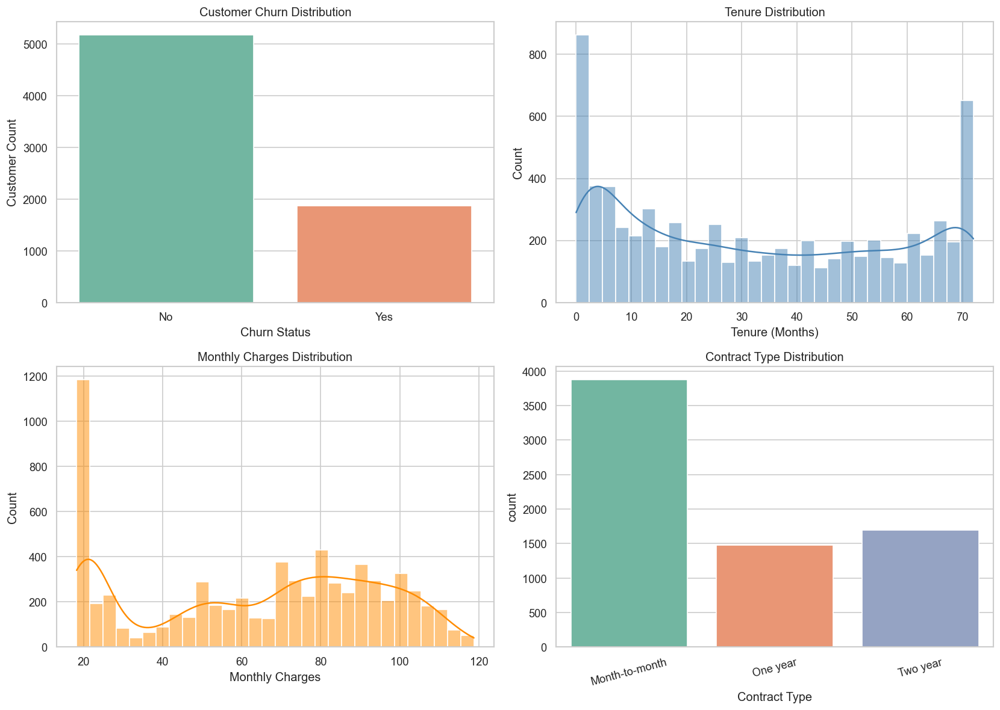 Customer Churn Distribution
Customer Count
5000
4000
3000
2000
1000
0
No Yes
Churn Status
Tenure Distribution
Count
800
600
400
200
0
0 10 20 30 40 50 60 70
Tenure (Months)
Monthly Charges Distribution
Count
1200
1000
800
600
400
200
0
20 40 60 80 100 120
Monthly Charges
Contract Type Distribution
count
4000
3500
3000
2500
2000
1500
1000
500
0
Month-to-month One year Two year
Contract Type